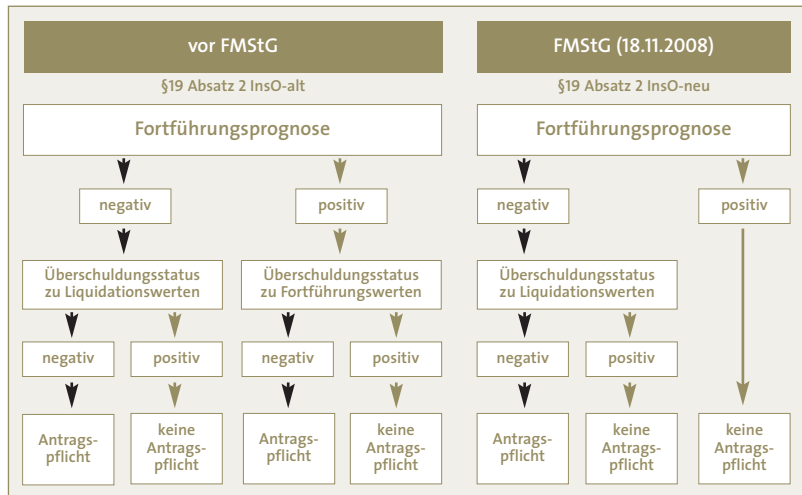 vor FMStG
§19 Absatz 2 InsO-alt
Fortführungsprognose
negativ
positiv
Überschuldungsstatus
zu Liquidationswerten
Überschuldungsstatus
zu Fortführungswerten
negativ
positiv
negativ
positiv
Antrags-
pflicht
keine
Antrags-
pflicht
Antrags-
pflicht
keine
Antrags-
pflicht
FMStG (18.11.2008)
§19 Absatz 2 InsO-neu
Fortführungsprognose
negativ
positiv
Überschuldungsstatus
zu Liquidationswerten
negativ
positiv
Antrags-
pflicht
keine
Antrags-
pflicht
keine
Antrags-
pflicht